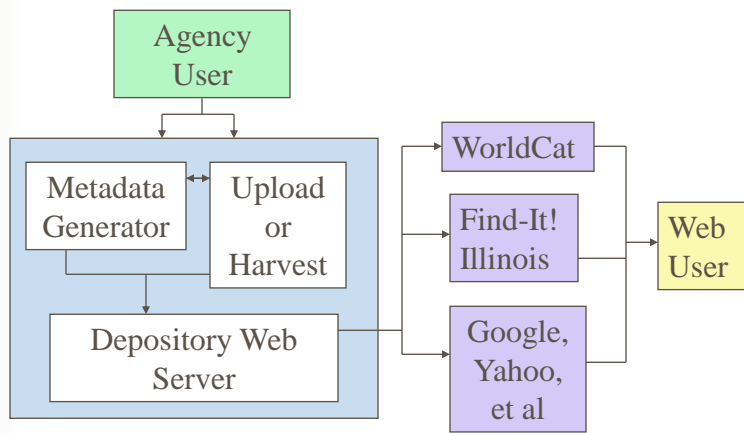 Agency
User
Metadata
Generator
Upload
or
Harvest
Depository Web
Server
WorldCat
Find-It!
Illinois
Google,
Yahoo,
et al
Web
User